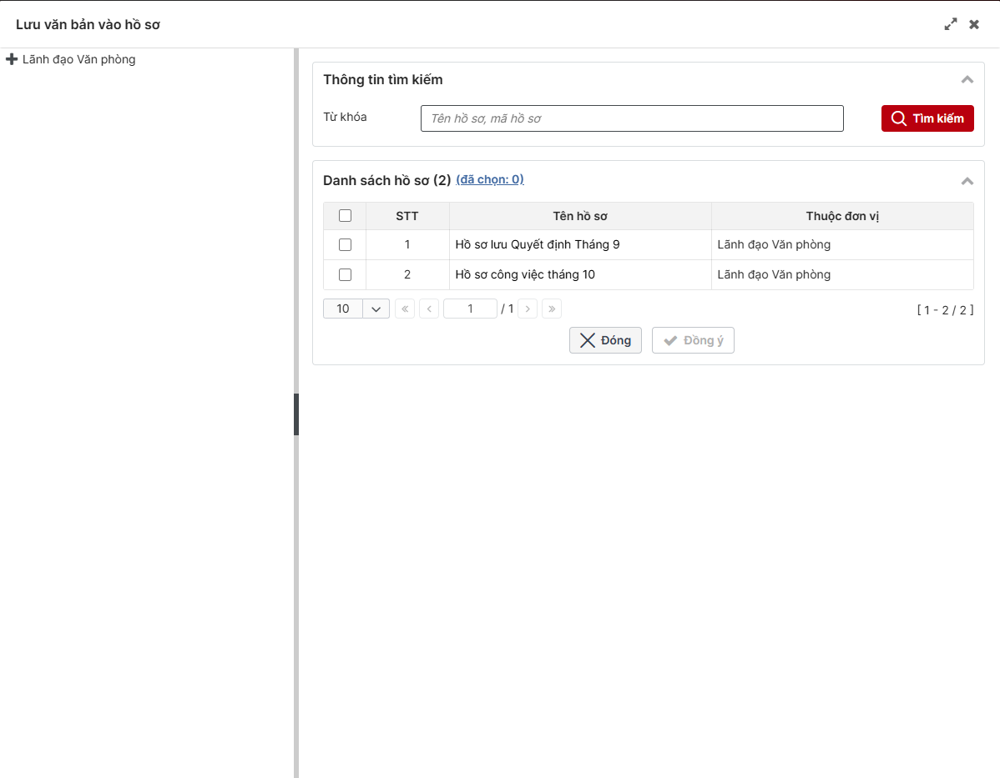 Lưu văn bản vào hồ sơ
Lãnh đạo Văn phòng
Thông tin tìm kiếm
Từ khóa
Tên hồ sơ, mã hồ sơ
Tìm kiếm
Danh sách hồ sơ (2) (đã chọn: 0)
STT Tên hồ sơ Thuộc đơn vị
1 Hồ sơ lưu Quyết định Tháng 9 Lãnh đạo Văn phòng
2 Hồ sơ công việc tháng 10 Lãnh đạo Văn phòng
10 « ‹ 1 / 1 › » [ 1 - 2 / 2 ]
Đóng Đồng ý